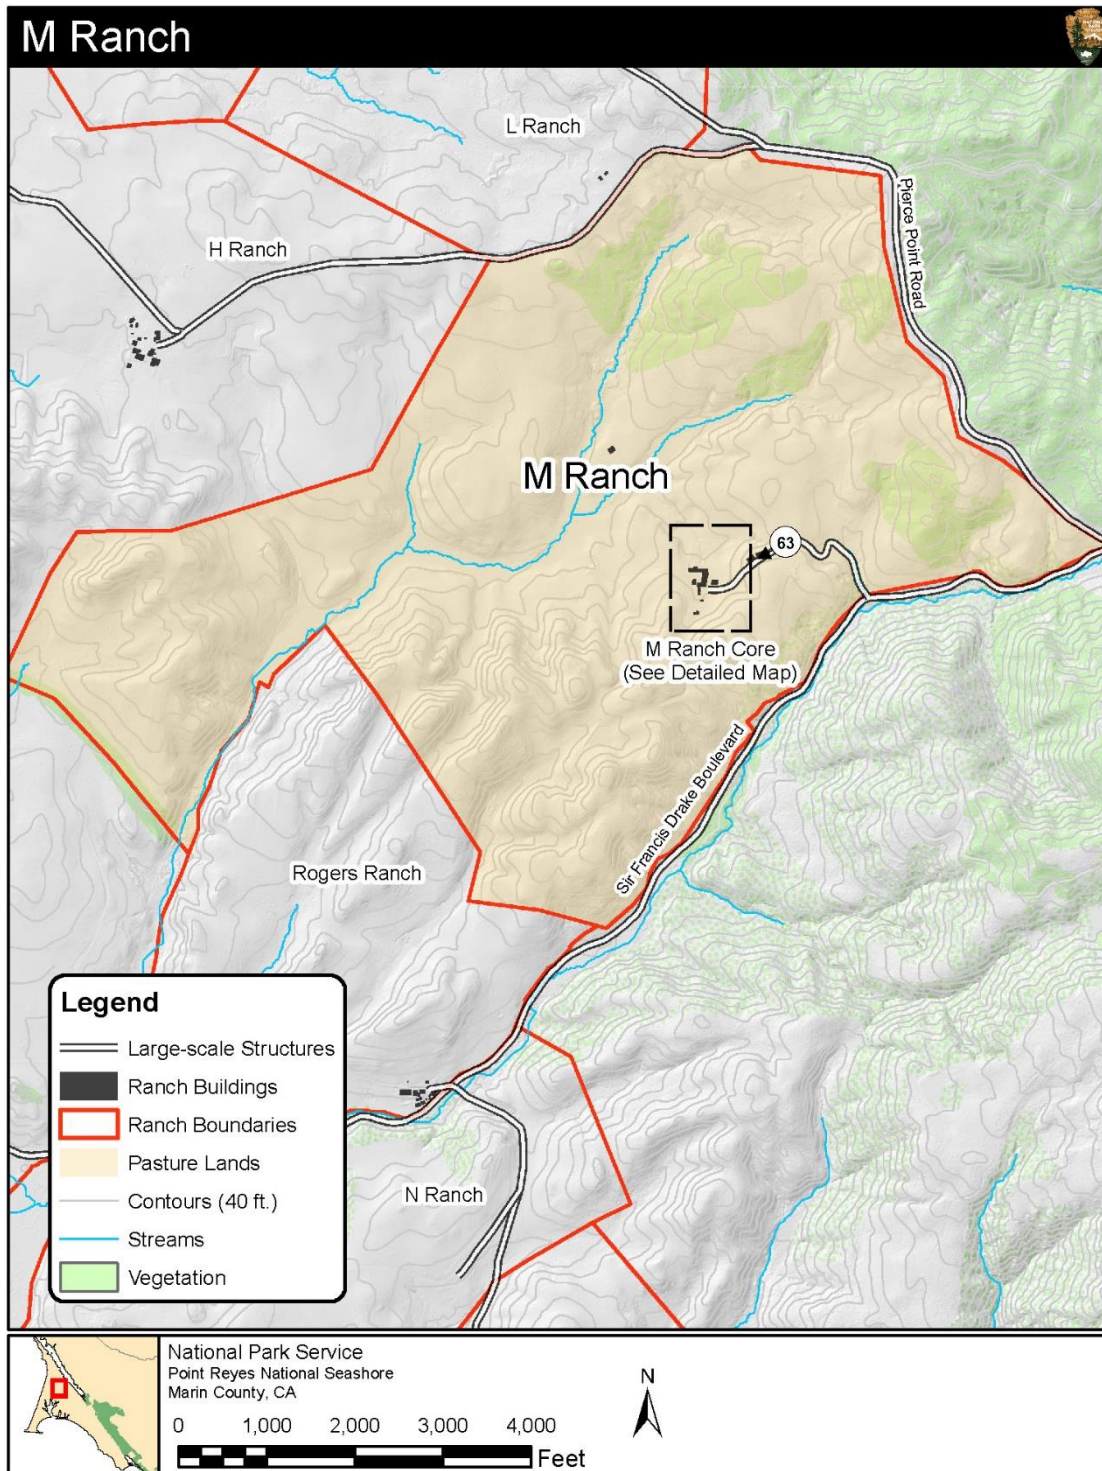 M Ranch
L Ranch
H Ranch
Pierce Point Road
M Ranch
63
M Ranch Core
(See Detailed Map)
Sir Francis Drake Boulevard
Rogers Ranch
N Ranch
Legend
Large-scale Structures
Ranch Buildings
Ranch Boundaries
Pasture Lands
Contours (40 ft.)
Streams
Vegetation
National Park Service
Point Reyes National Seashore
Marin County, CA
N
0 1,000 2,000 3,000 4,000
Feet